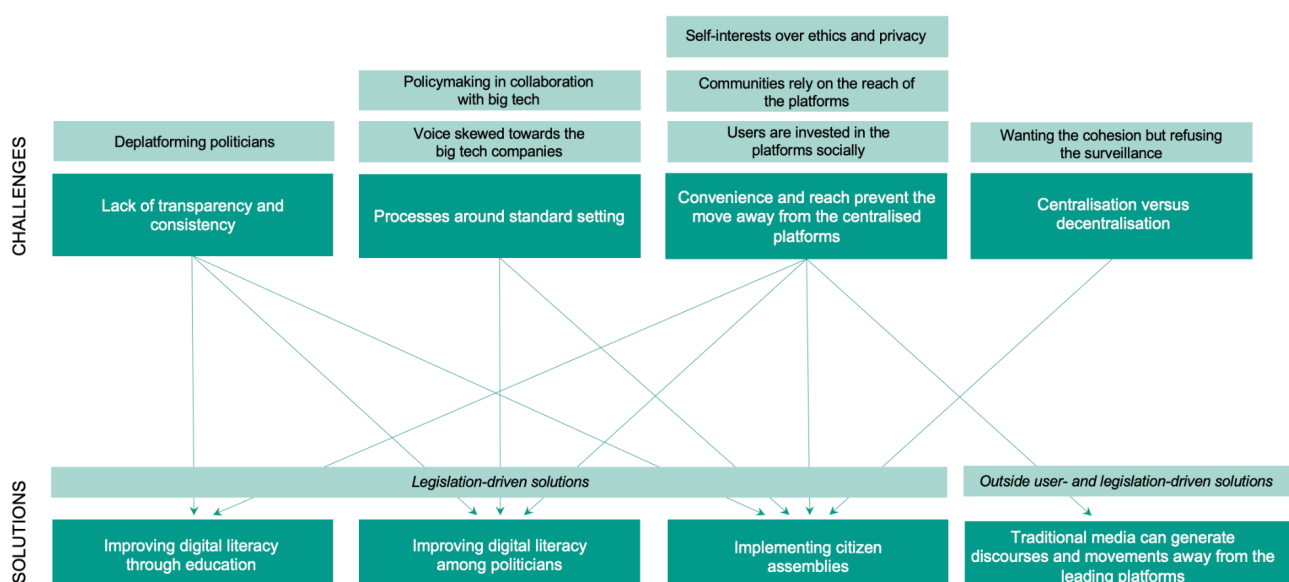 Self-interests over ethics and privacy
Policymaking in collaboration
with big tech
Communities rely on the reach of
the platforms
Deplatforming politicians
Voice skewed towards the
big tech companies
Users are invested in the
platforms socially
Wanting the cohesion but refusing
the surveillance
CHALLENGES
Lack of transparency and
consistency
Processes around standard setting
Convenience and reach prevent the
move away from the centralised
platforms
Centralisation versus
decentralisation
Legislation-driven solutions
Outside user- and legislation-driven solutions
SOLUTIONS
Improving digital literacy
through education
Improving digital literacy
among politicians
Implementing citizen
assemblies
Traditional media can generate
discourses and movements away from the
leading platforms